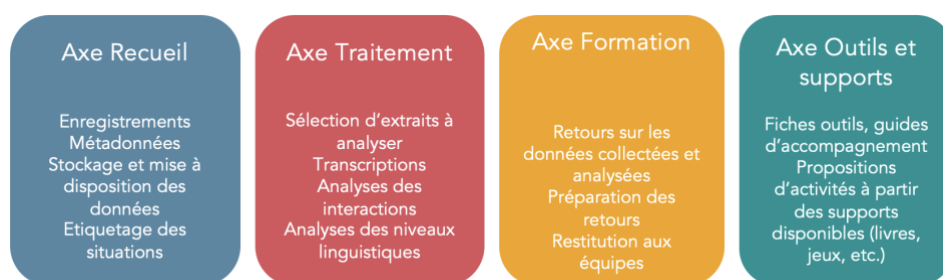 Axe Recueil
Enregistrements
Métadonnées
Stockage et mise à
disposition des
données
Etiquetage des
situations
Axe Traitement
Sélection d'extraits à
analyser
Transcriptions
Analyses des
interactions
Analyses des niveaux
linguistiques
Axe Formation
Retours sur les
données collectées et
analysées
Préparation des
retours
Restitution aux
équipes
Axe Outils et
supports
Fiches outils, guides
d'accompagnement
Propositions
d'activités à partir
des supports
disponibles (livres,
jeux, etc.)